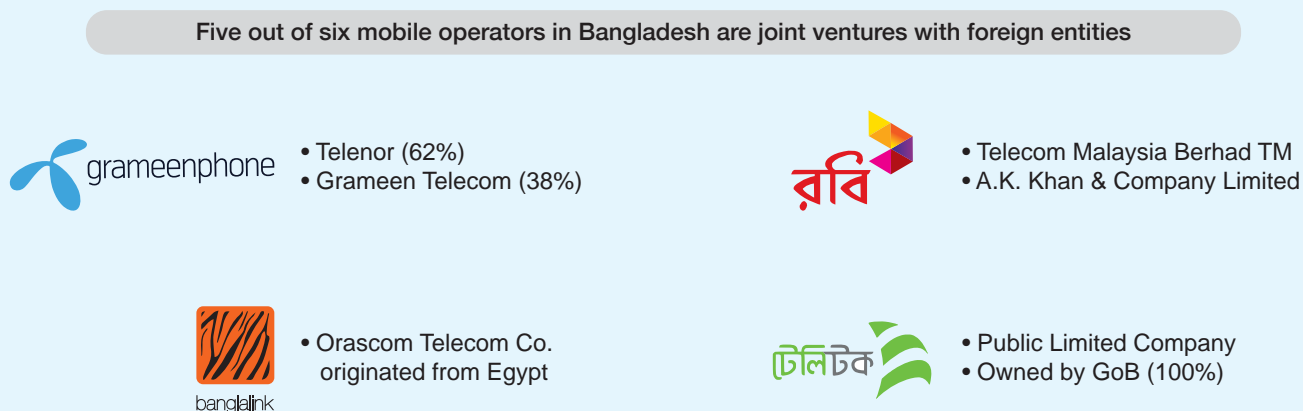 Five out of six mobile operators in Bangladesh are joint ventures with foreign entities
grameenphone
• Telenor (62%)
• Grameen Telecom (38%)
রবি
• Telecom Malaysia Berhad TM
• A.K. Khan & Company Limited
banglalink
• Orascom Telecom Co.
originated from Egypt
টেলিটক
• Public Limited Company
• Owned by GoB (100%)